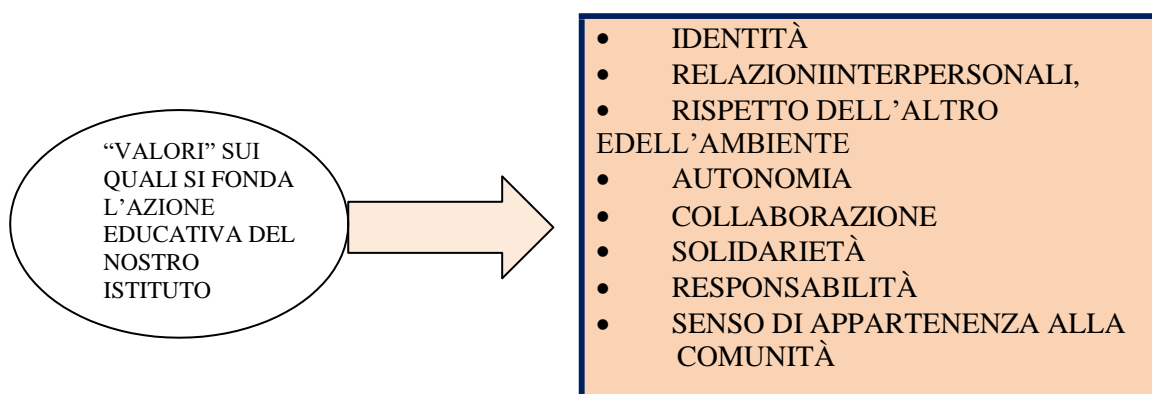 “VALORI” SUI
QUALI SI FONDA
L’AZIONE
EDUCATIVA DEL
NOSTRO
ISTITUTO
• IDENTITÀ
• RELAZIONIINTERPERSONALI,
• RISPETTO DELL’ALTRO
EDELL’AMBIENTE
• AUTONOMIA
• COLLABORAZIONE
• SOLIDARIETÀ
• RESPONSABILITÀ
• SENSO DI APPARTENENZA ALLA
COMUNITÀ